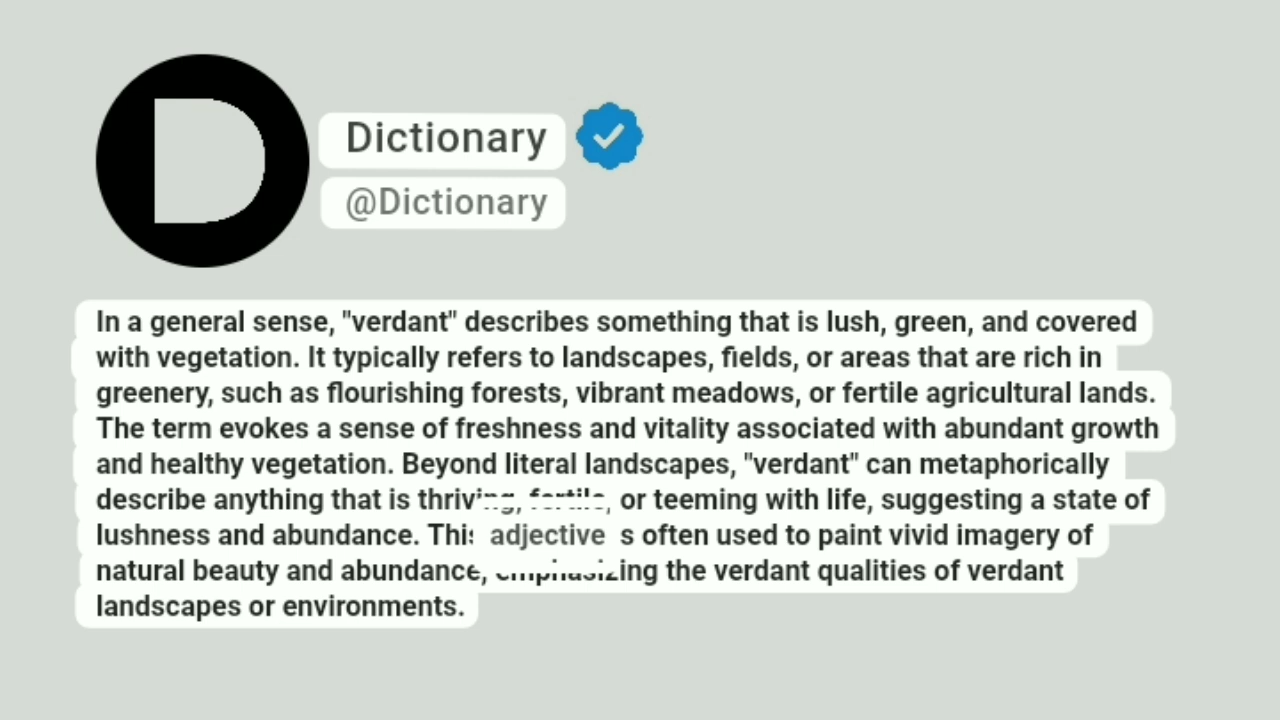 D
Dictionary
@Dictionary
In a general sense, "verdant" describes something that is lush, green, and covered
with vegetation. It typically refers to landscapes, fields, or areas that are rich in
greenery, such as flourishing forests, vibrant meadows, or fertile agricultural lands.
The term evokes a sense of freshness and vitality associated with abundant growth
and healthy vegetation. Beyond literal landscapes, "verdant" can metaphorically
describe anything that is thriving, fertile, or teeming with life, suggesting a state of
lushness and abundance. This adjective s often used to paint vivid imagery of
natural beauty and abundance, emphasizing the verdant qualities of verdant
landscapes or environments.